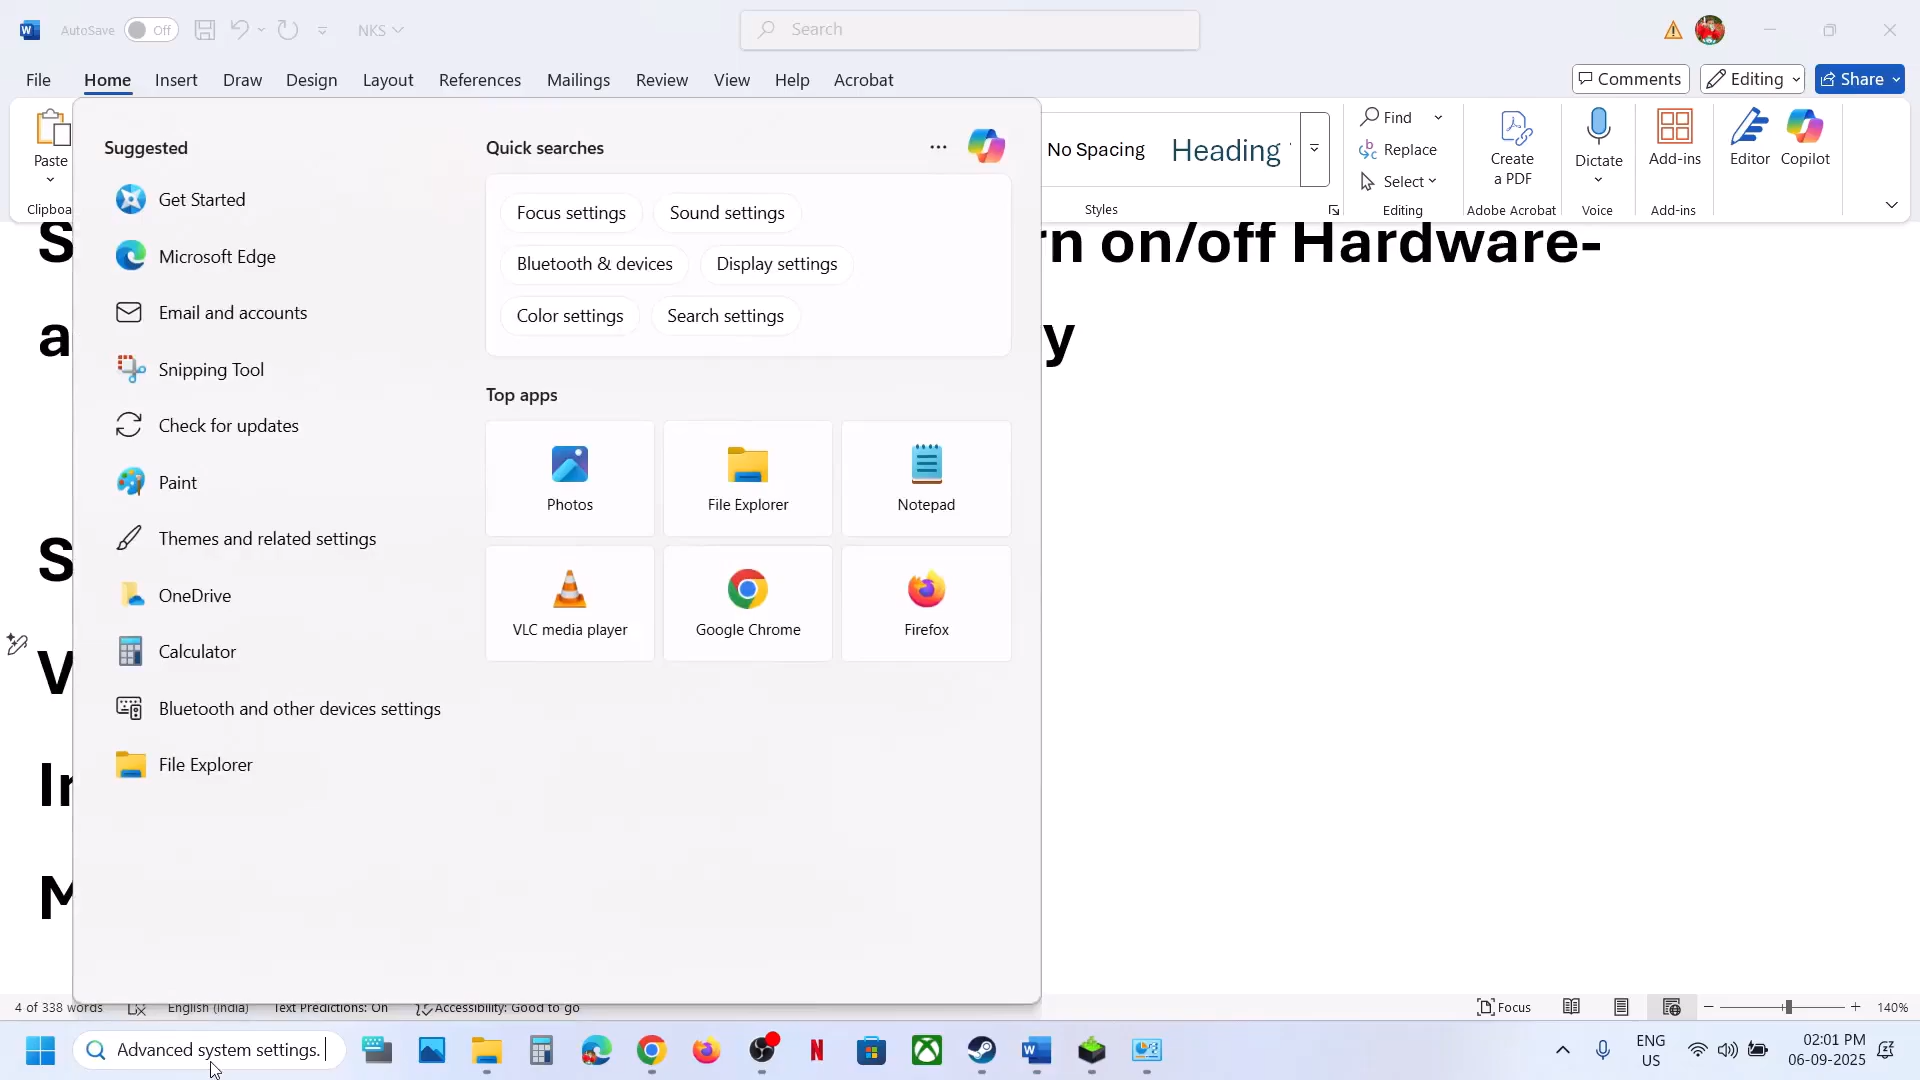 AutoSave Off NKS Search
File Home Insert Draw Design Layout References Mailings Review View Help Acrobat Comments Editing Share
Paste
Clipboa
No Spacing Heading
Styles
Find
Replace
Select
Editing
Create
a PDF
Adobe Acrobat
Dictate
Voice
Add-ins
Add-ins
Editor
Copilot
rn on/off Hardware-
y
Suggested
Get Started
Microsoft Edge
Email and accounts
Snipping Tool
Check for updates
Paint
Themes and related settings
OneDrive
Calculator
Bluetooth and other devices settings
File Explorer
Quick searches
Focus settings Sound settings
Bluetooth & devices Display settings
Color settings Search settings
Top apps
Photos File Explorer Notepad
VLC media player Google Chrome Firefox
S
a
S
V
In
M
4 of 338 words English (India) Text Predictions: On Accessibility: Good to go Focus 140%
Advanced system settings.
ENG
US
02:01 PM
06-09-2025